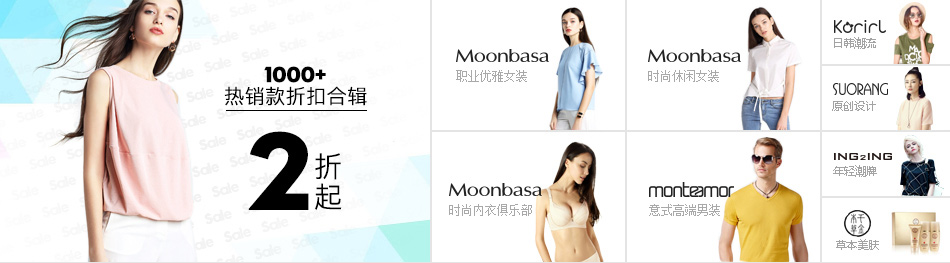 1000+
热销款折扣合辑
2折起
Moonbasa
职业优雅女装
Moonbasa
时尚休闲女装
Korirl
日韩潮流
SUORANG
原创设计
Moonbasa
时尚内衣俱乐部
monteamor
意式高端男装
ING2ING
年轻潮牌
草本美肤
Sale